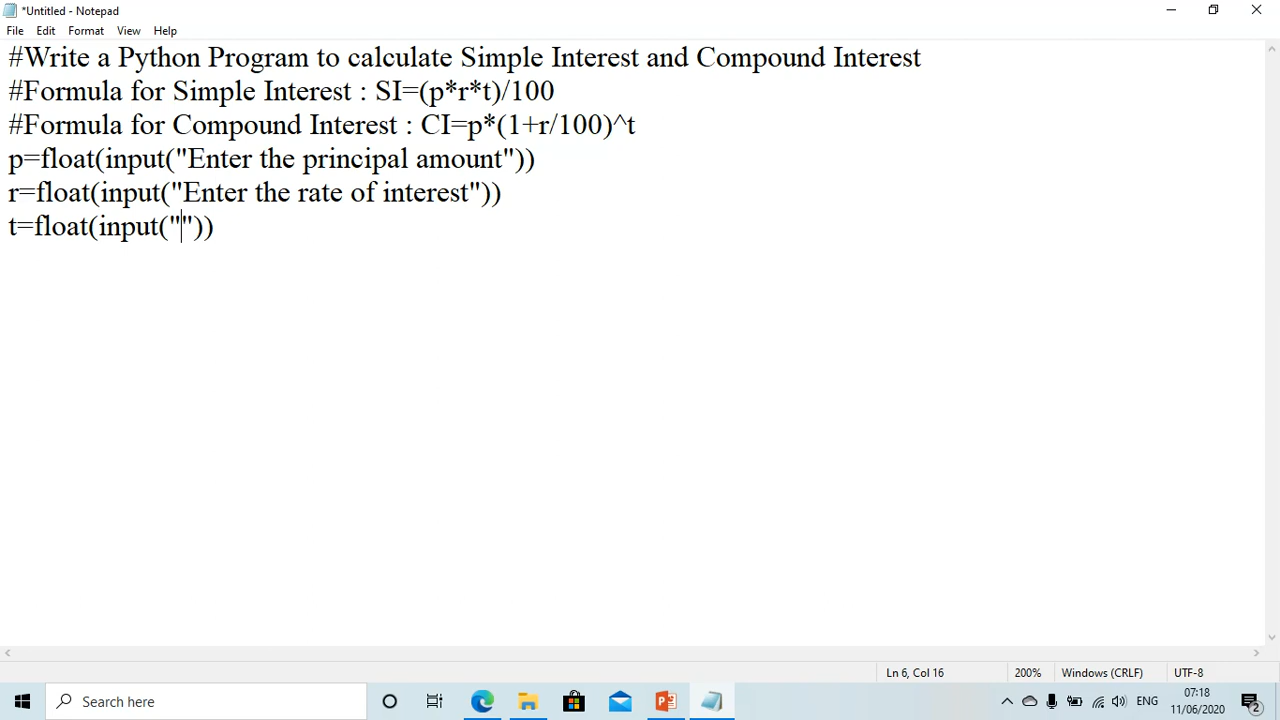 *Untitled - Notepad
File Edit Format View Help
#Write a Python Program to calculate Simple Interest and Compound Interest
#Formula for Simple Interest : SI=(p*r*t)/100
#Formula for Compound Interest : CI=p*(1+r/100)^t
p=float(input("Enter the principal amount"))
r=float(input("Enter the rate of interest"))
t=float(input(""))
Ln 6, Col 16 200% Windows (CRLF) UTF-8
Search here ENG 07:18
11/06/2020 2